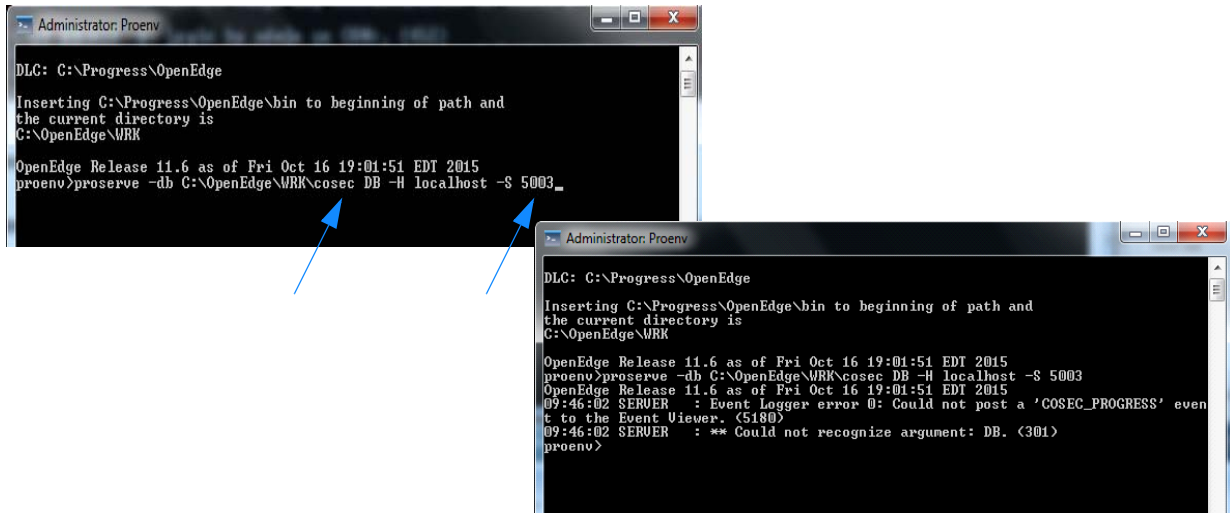 Administrator: Proenv
DLC: C:\Progress\OpenEdge
Inserting C:\Progress\OpenEdge\bin to beginning of path and
the current directory is
C:\OpenEdge\WRK
OpenEdge Release 11.6 as of Fri Oct 16 19:01:51 EDT 2015
proenv>proserve -db C:\OpenEdge\WRK\cosec DB -H localhost -S 5003_
Administrator: Proenv
DLC: C:\Progress\OpenEdge
Inserting C:\Progress\OpenEdge\bin to beginning of path and
the current directory is
C:\OpenEdge\WRK
OpenEdge Release 11.6 as of Fri Oct 16 19:01:51 EDT 2015
proenv>proserve -db C:\OpenEdge\WRK\cosec DB -H localhost -S 5003
OpenEdge Release 11.6 as of Fri Oct 16 19:01:51 EDT 2015
09:46:02 SERVER : Event Logger error 0: Could not post a 'COSEC_PROGRESS' even
t to the Event Viewer. (5180)
09:46:02 SERVER : ** Could not recognize argument: DB. (301)
proenv>